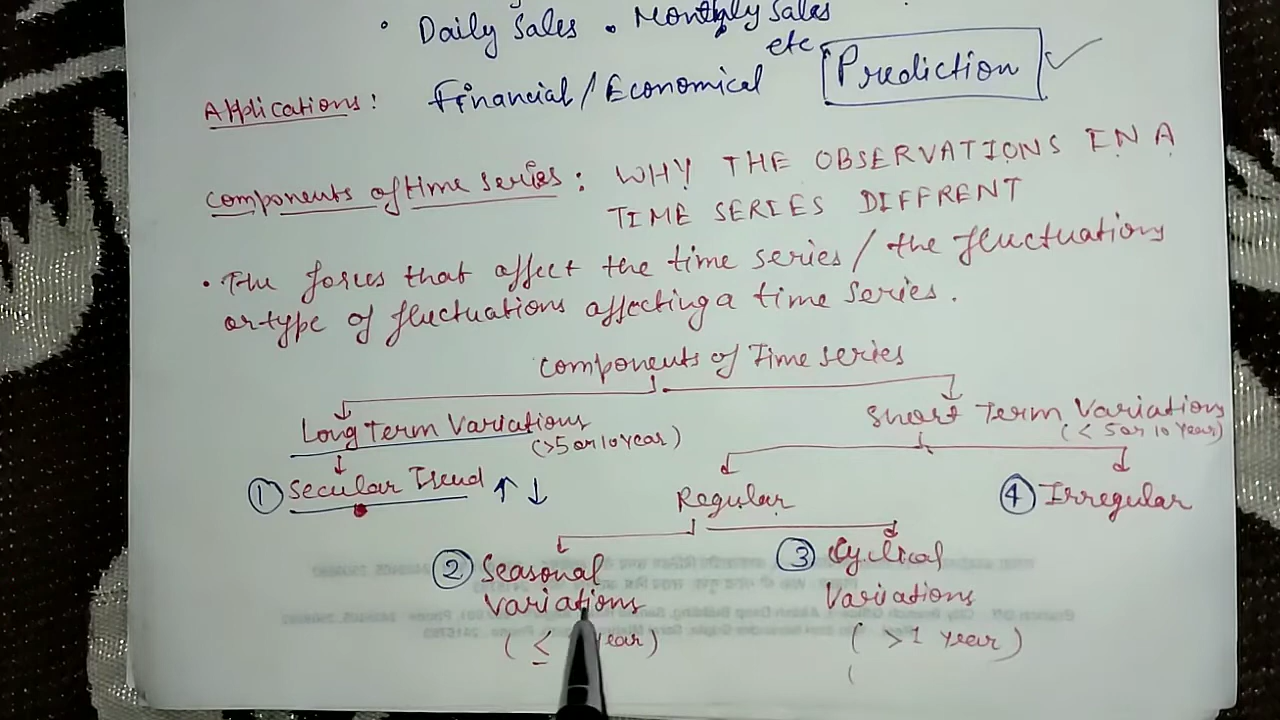 • Daily Sales • Monthly Sales
etc
Applications: Financial/Economical Prediction ✓
Components of time series: WHY THE OBSERVATIONS IN A
TIME SERIES DIFFRENT
• The forces that affect the time series/ the fluctuations
or type of fluctuations affecting a time series.
Components of Time series
Long Term Variations
(>5 or 10 year)
Short Term Variations
(< 5 or 10 Year)
① Secular Trend ↑ ↓
Regular
④ Irregular
② Seasonal
Variations
(≤ year)
③ Cyclical
Variations
( >1 year )
(